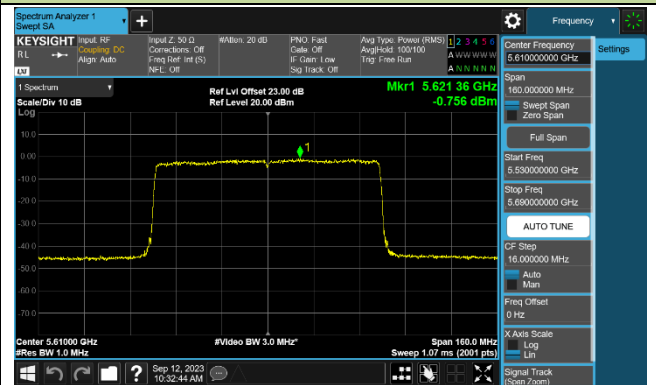 Spectrum Analyzer 1
Swept SA
+
Frequency
KEYSIGHT
RL
LXI
Input: RF
Coupling: DC
Align: Auto
Input Z: 50 Ω
Corrections: Off
Freq Ref: Int (S)
NFE: Off
#Atten: 20 dB
PNO: Fast
Gate: Off
IF Gain: Low
Sig Track: Off
Avg Type: Power (RMS)
Avg|Hold: 100/100
Trig: Free Run
1 2 3 4 5 6
A W W W W W
A N N N N N
1 Spectrum
Scale/Div 10 dB
Log
Ref Lvl Offset 23.00 dB
Ref Level 20.00 dBm
Mkr1 5.621 36 GHz
-0.756 dBm
1
10.0
0.00
-10.0
-20.0
-30.0
-40.0
-50.0
-60.0
-70.0
Center 5.61000 GHz
#Res BW 1.0 MHz
#Video BW 3.0 MHz*
Span 160.0 MHz
Sweep 1.07 ms (2001 pts)
?
Sep 12, 2023
10:32:44 AM
Center Frequency
5.610000000 GHz
Settings
Span
160.000000 MHz
Swept Span
Zero Span
Full Span
Start Freq
5.530000000 GHz
Stop Freq
5.690000000 GHz
AUTO TUNE
CF Step
16.000000 MHz
Auto
Man
Freq Offset
0 Hz
X Axis Scale
Log
Lin
Signal Track
(Span Zoom)